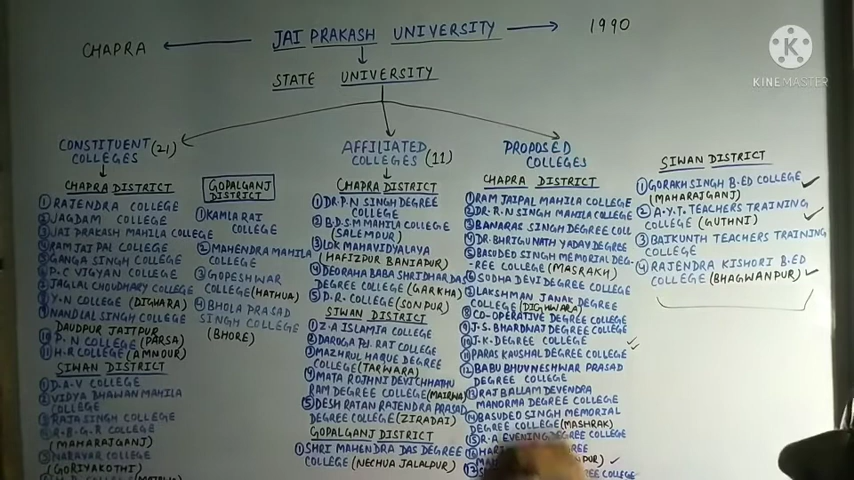 CHAPRA
JAI PRAKASH UNIVERSITY
1990
STATE UNIVERSITY
KINEMASTER
CONSTITUENT (21)
COLLEGES
CHAPRA DISTRICT
1 RAJENDRA COLLEGE
2 JAGDAM COLLEGE
3 JAI PRAKASH MAHILA COLLEGE
4 RAM JAI PAL COLLEGE
5 GANGA SINGH COLLEGE
6 P.C VIGYAN COLLEGE
7 JAGLAL CHOUDHARY COLLEGE
8 Y.N COLLEGE (DIGHWARA)
9 NANDLAL SINGH COLLEGE
DAUDPUR JAITPUR
10 P.N COLLEGE (PARSA)
11 H.R COLLEGE (AMNOUR)
SIWAN DISTRICT
1 D.A.V COLLEGE
2 VIDYA BHAWAN MAHILA
COLLEGE
3 RAJA SINGH COLLEGE
4 R.B.G.R COLLEGE
(MAHARAJGANJ)
5 NARAYAN COLLEGE
(GORIYAKOTHI)
GOPALGANJ
DISTRICT
1 KAMLA RAI
COLLEGE
2 MAHENDRA MAHILA
COLLEGE
3 GOPESHWAR
COLLEGE (HATHUA)
4 BHOLA PRASAD
SINGH COLLEGE
(BHORE)
AFFILIATED
COLLEGES (11)
CHAPRA DISTRICT
1 DR.P.N SINGH DEGREE
COLLEGE
2 B.D.S.M MAHILA COLLEGE
(SALEMOUR)
3 LOK MAHAVIDYALAYA
(HAFIZPUR BANIAPUR)
4 DEORAHA BABA SHRIDHAR DAS
DEGREE COLLEGE (GARKHA)
5 D.R. COLLEGE (SONPUR)
SIWAN DISTRICT
1 Z.A ISLAMIA COLLEGE
2 DAROGA PD. RAI COLLEGE
3 MAZHRUL HAQUE DEGREE
COLLEGE (TARWARA)
4 MATA ROJHNI DEVI CHHATHU
RAM DEGREE COLLEGE (MAIRWA)
5 DESH RATAN RAJENDRA PRASAD
DEGREE COLLEGE (ZIRADAI)
GOPALGANJ DISTRICT
1 SHRI MAHENDRA DAS DEGREE
COLLEGE (NECHUA JALALPUR)
PROPOSED
COLLEGES
CHAPRA DISTRICT
1 RAM JAIPAL MAHILA COLLEGE
2 DR.R.N SINGH MAHILA COLLEGE
3 BANARAS SINGH DEGREE COLL
4 DR BHRIGUNATH YADAV DEGREE
5 BASUDEO SINGH MEMORIAL DEG-
REE COLLEGE (MASRAKH)
6 SUDHA DEVI DEGREE COLLEGE
7 LAKSHMAN JANAK DEGREE
COLLEGE (DIGHWARA)
8 CO-OPERATIVE DEGREE COLLEGE
9 J.S. BHARDWAJ DEGREE COLLEGE
10 J.K. DEGREE COLLEGE
11 PARAS KAUSHAL DEGREE COLLEGE
12 BABU BHUVNESHWAR PRASAD
DEGREE COLLEGE
13 RAJ BALLAM DEVENDRA
MANORMA DEGREE COLLEGE
14 BASUDEO SINGH MEMORIAL
DEGREE COLLEGE (MASHRAK)
15 R.A EVENING DEGREE COLLEGE
SIWAN DISTRICT
1 GORAKH SINGH B.ED COLLEGE
(MAHARAJGANJ)
2 A.Y.T. TEACHERS TRAINING
COLLEGE (GUTHNI)
3 BAIKUNTH TEACHERS TRAINING
COLLEGE
4 RAJENDRA KISHORI B.ED
COLLEGE (BHAGWANPUR)